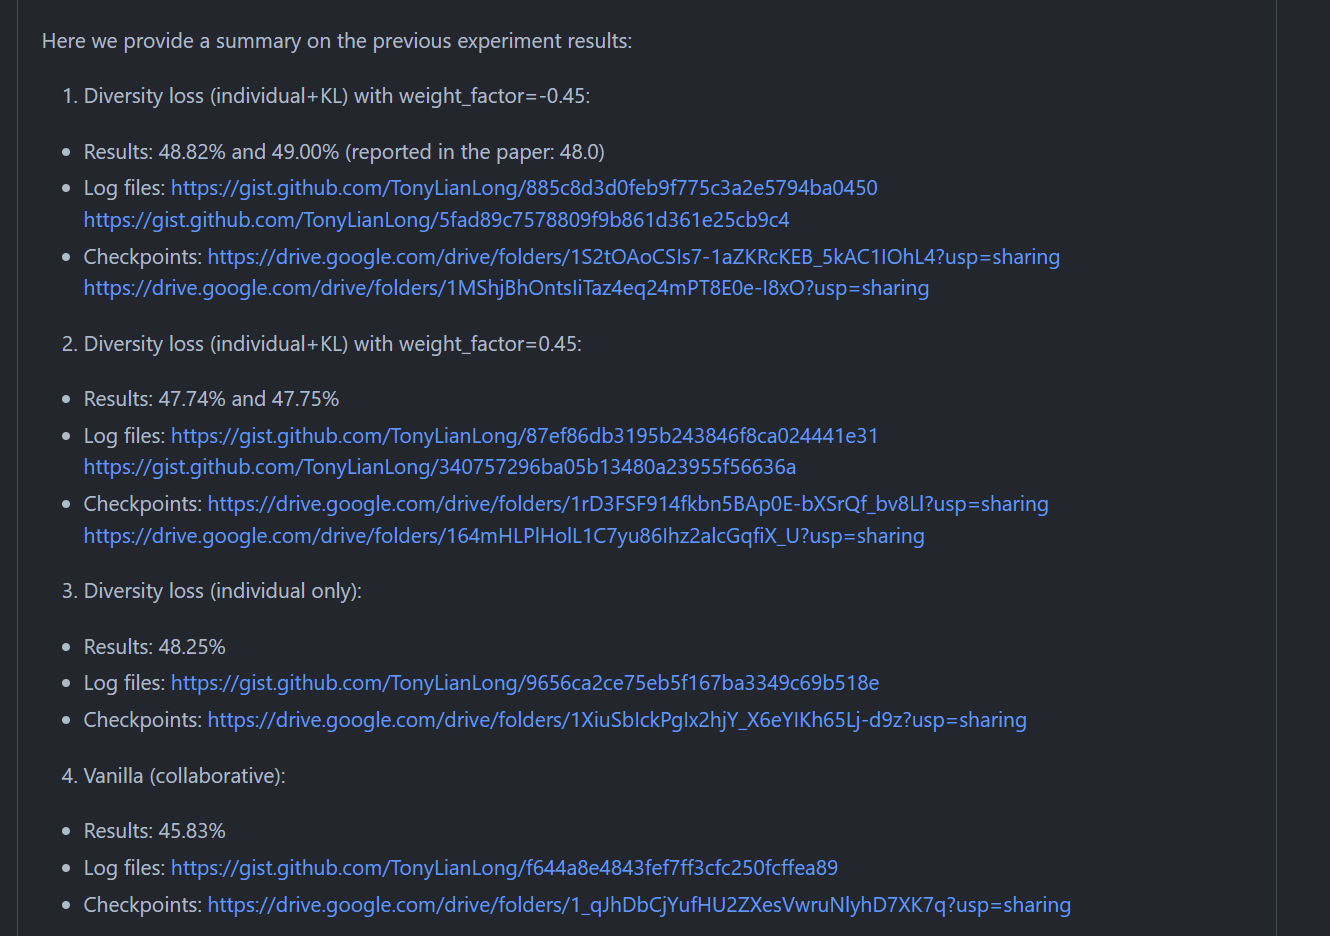 Here we provide a summary on the previous experiment results:
1. Diversity loss (individual+KL) with weight_factor=-0.45:
• Results: 48.82% and 49.00% (reported in the paper: 48.0)
• Log files: https://gist.github.com/TonyLianLong/885c8d3d0feb9f775c3a2e5794ba0450
https://gist.github.com/TonyLianLong/5fad89c7578809f9b861d361e25cb9c4
• Checkpoints: https://drive.google.com/drive/folders/1S2tOAoCSIs7-1aZKRcKEB_5kAC1IOhL4?usp=sharing
https://drive.google.com/drive/folders/1MShjBhOntsIiTaz4eq24mPT8E0e-I8xO?usp=sharing
2. Diversity loss (individual+KL) with weight_factor=0.45:
• Results: 47.74% and 47.75%
• Log files: https://gist.github.com/TonyLianLong/87ef86db3195b243846f8ca024441e31
https://gist.github.com/TonyLianLong/340757296ba05b13480a23955f56636a
• Checkpoints: https://drive.google.com/drive/folders/1rD3FSF914fkbn5BAp0E-bXSrQf_bv8Ll?usp=sharing
https://drive.google.com/drive/folders/164mHLPlHolL1C7yu86Ihz2alcGqfiX_U?usp=sharing
3. Diversity loss (individual only):
• Results: 48.25%
• Log files: https://gist.github.com/TonyLianLong/9656ca2ce75eb5f167ba3349c69b518e
• Checkpoints: https://drive.google.com/drive/folders/1XiuSbIckPgIx2hjY_X6eYIKh65Lj-d9z?usp=sharing
4. Vanilla (collaborative):
• Results: 45.83%
• Log files: https://gist.github.com/TonyLianLong/f644a8e4843fef7ff3cfc250fcffea89
• Checkpoints: https://drive.google.com/drive/folders/1_qJhDbCjYufHU2ZXesVwruNlyhD7XK7q?usp=sharing